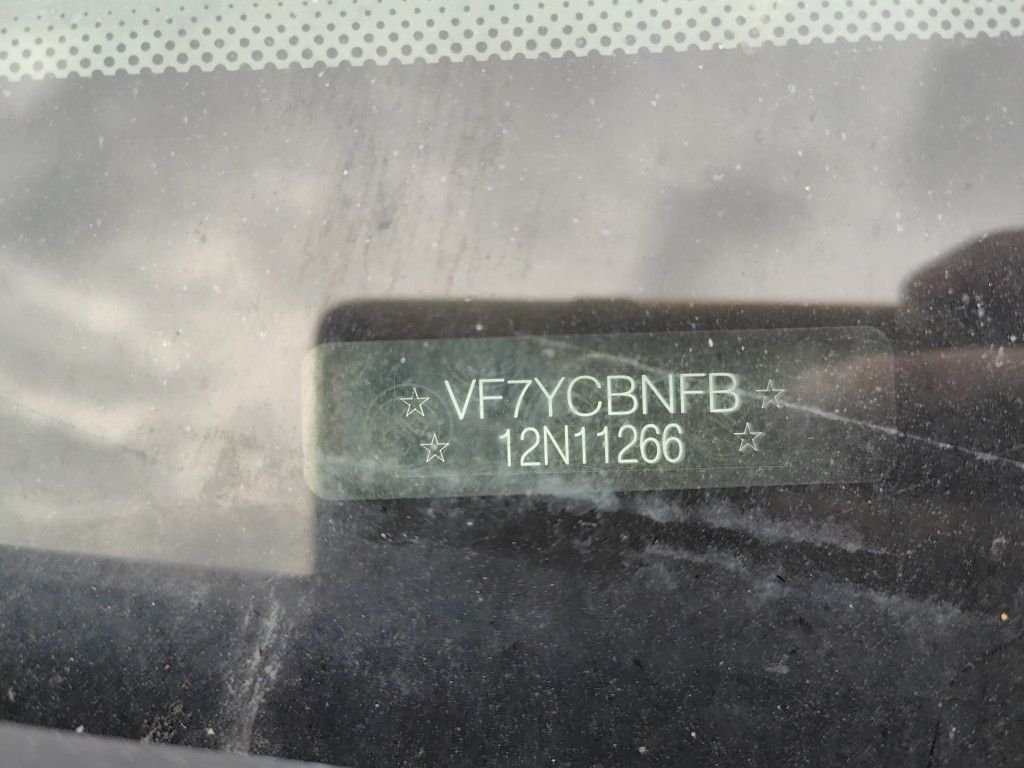 ☆ VF7YCBNFB ☆
☆ 12N11266 ☆